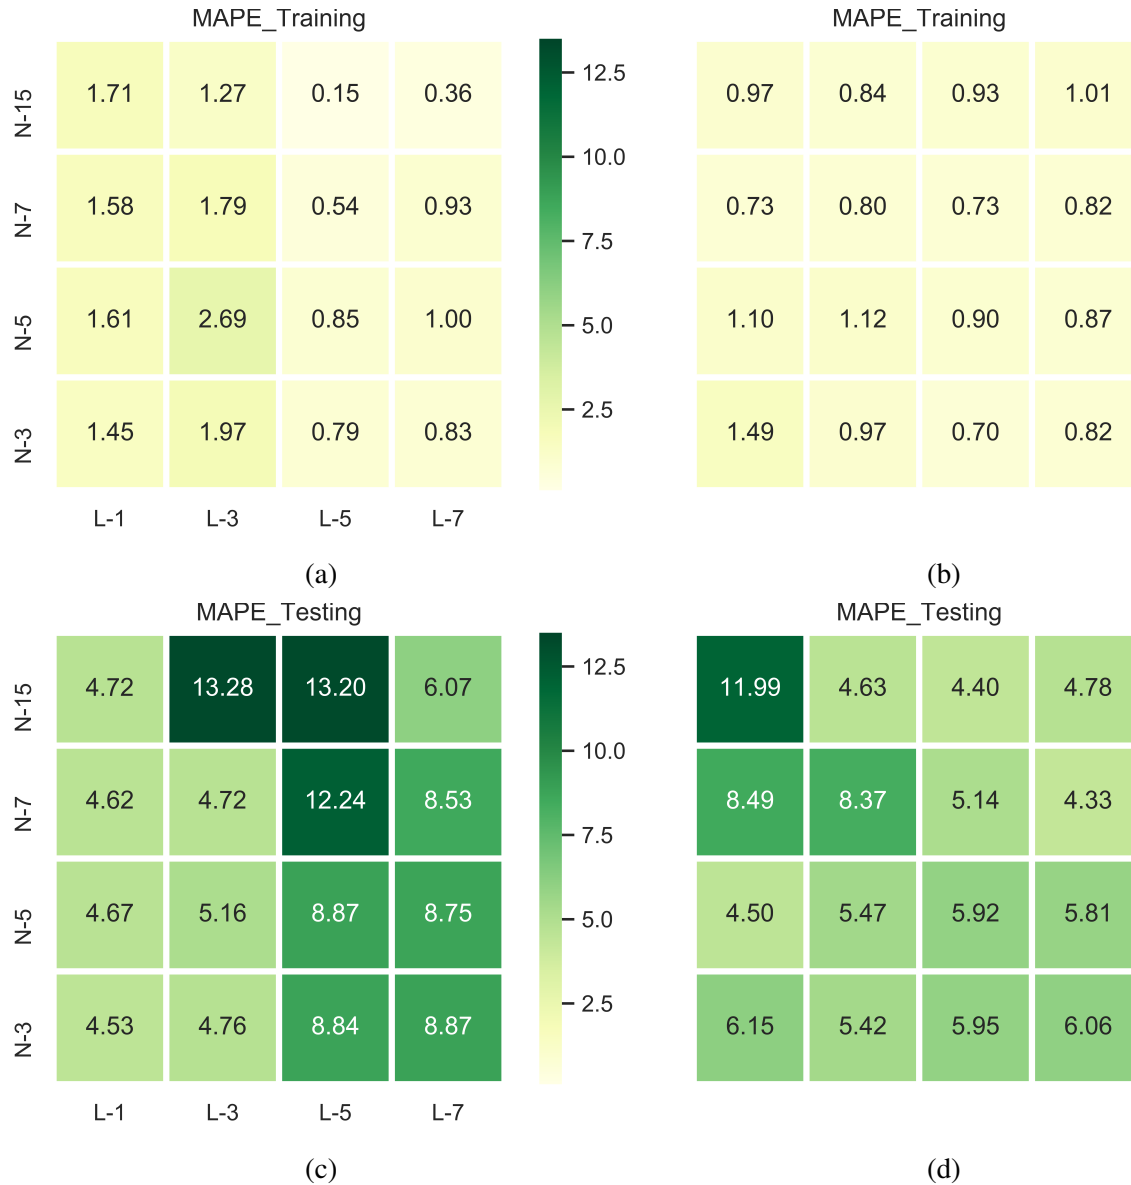 MAPE_Training
N-15 1.71 1.27 0.15 0.36
N-7 1.58 1.79 0.54 0.93
N-5 1.61 2.69 0.85 1.00
N-3 1.45 1.97 0.79 0.83
L-1 L-3 L-5 L-7
12.5
10.0
7.5
5.0
2.5
(a)
MAPE_Training
0.97 0.84 0.93 1.01
0.73 0.80 0.73 0.82
1.10 1.12 0.90 0.87
1.49 0.97 0.70 0.82
(b)
MAPE_Testing
N-15 4.72 13.28 13.20 6.07
N-7 4.62 4.72 12.24 8.53
N-5 4.67 5.16 8.87 8.75
N-3 4.53 4.76 8.84 8.87
L-1 L-3 L-5 L-7
12.5
10.0
7.5
5.0
2.5
(c)
MAPE_Testing
11.99 4.63 4.40 4.78
8.49 8.37 5.14 4.33
4.50 5.47 5.92 5.81
6.15 5.42 5.95 6.06
(d)